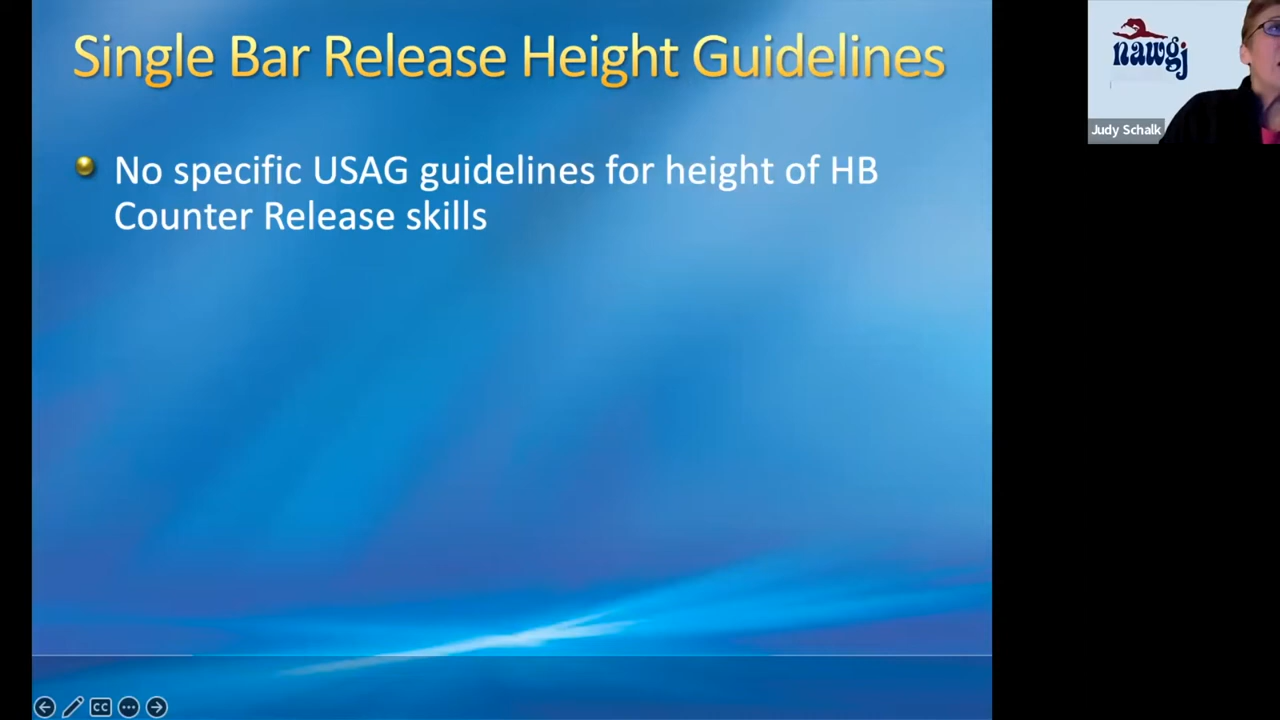 Single Bar Release Height Guidelines
No specific USAG guidelines for height of HB
Counter Release skills
nawgj
Judy Schalk
CC